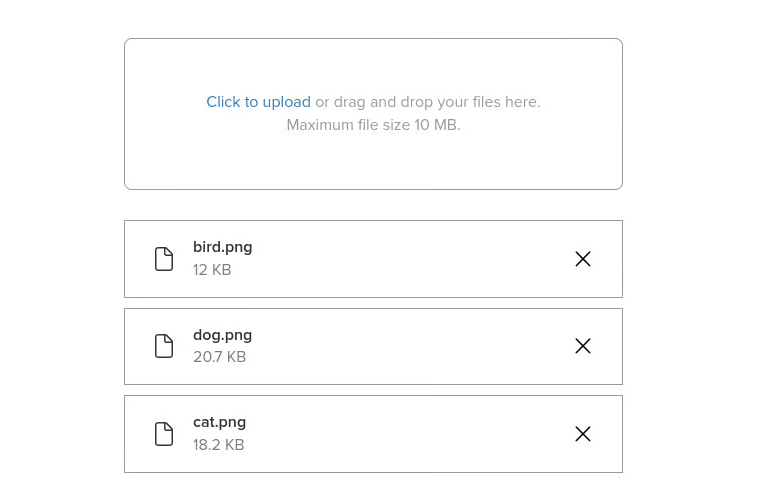 Click to upload or drag and drop your files here.
Maximum file size 10 MB.
bird.png
12 KB
dog.png
20.7 KB
cat.png
18.2 KB